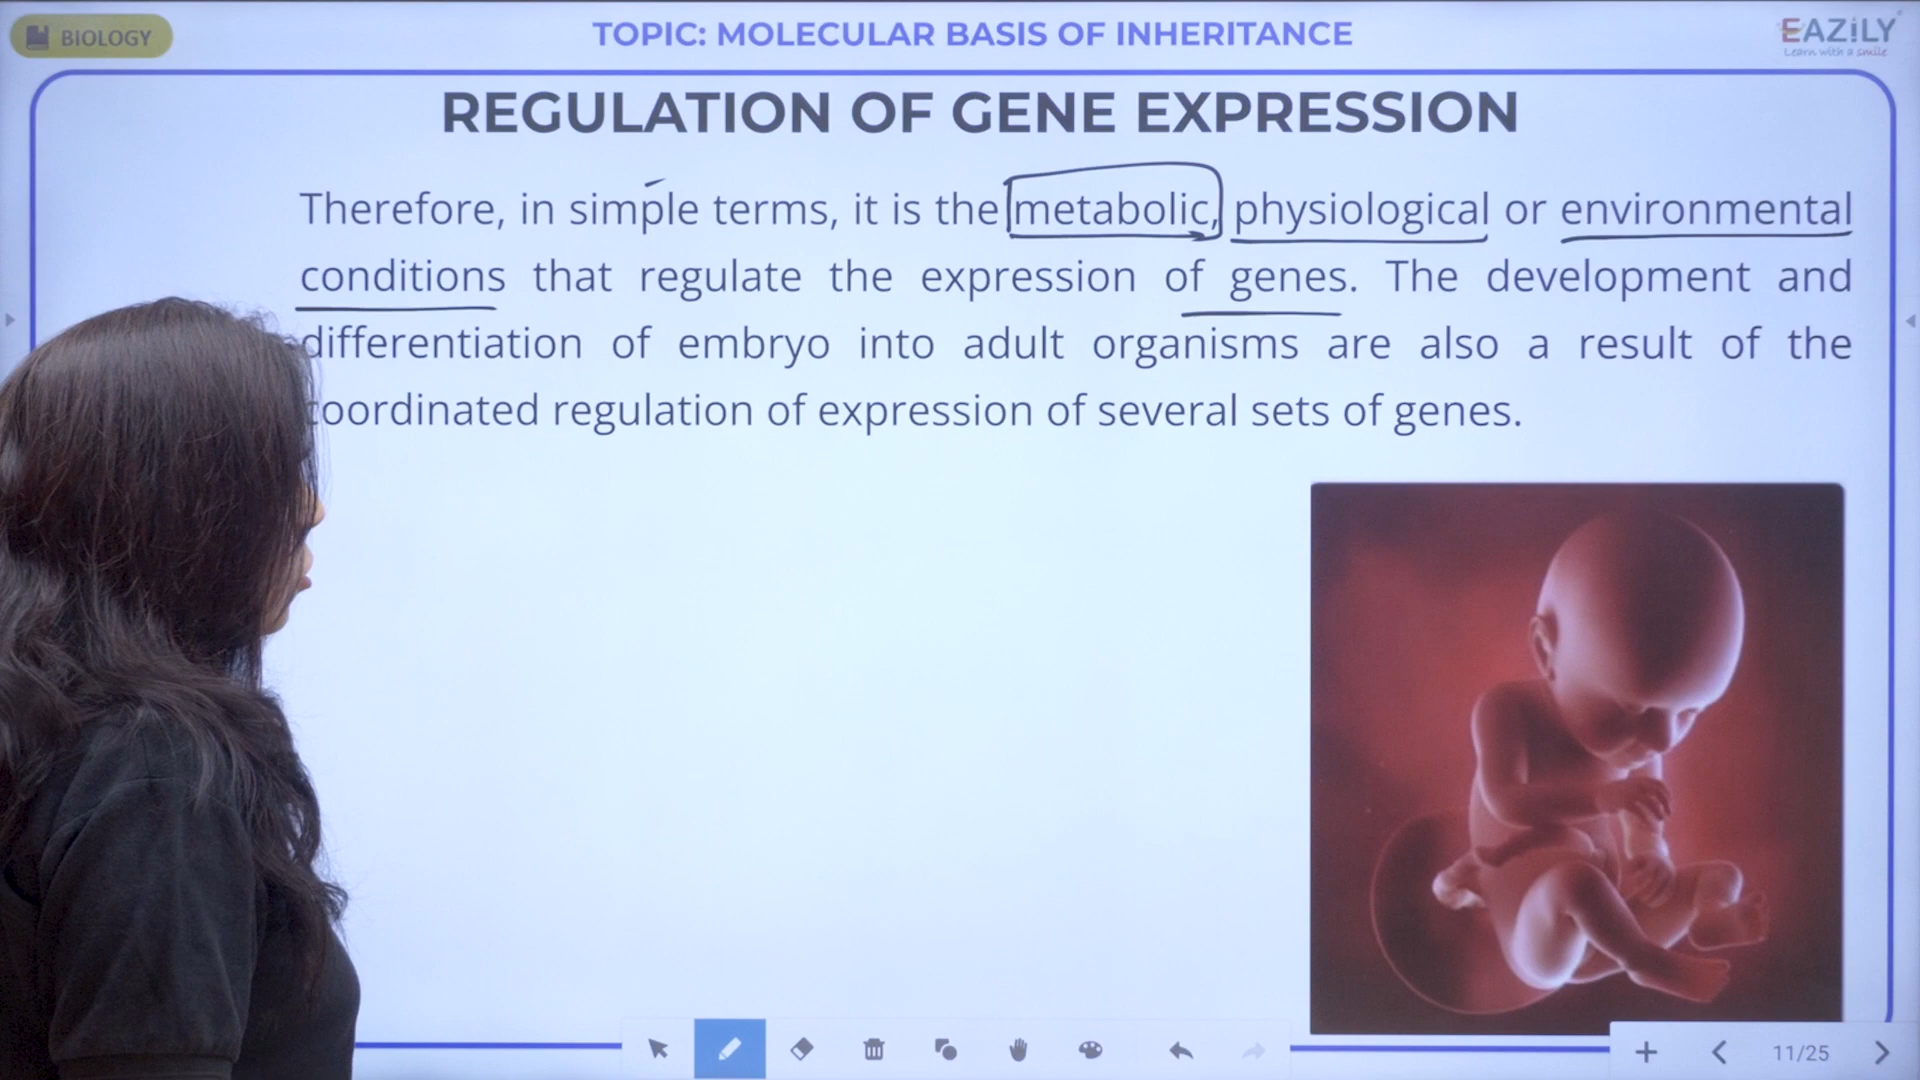 BIOLOGY
TOPIC: MOLECULAR BASIS OF INHERITANCE
EAZiLY
Learn with a smile
REGULATION OF GENE EXPRESSION
Therefore, in simple terms, it is the metabolic, physiological or environmental
conditions that regulate the expression of genes. The development and
differentiation of embryo into adult organisms are also a result of the
coordinated regulation of expression of several sets of genes.
11/25